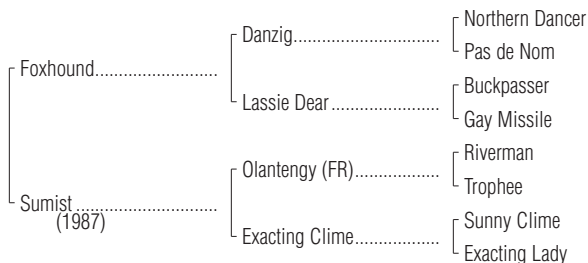 Northern Dancer
Danzig........................................
Pas de Nom
Foxhound.................................
Buckpasser
Lassie Dear..............................
Gay Missile
Riverman
Olantengy (FR).......................
Trophee
Sumist......................................
(1987)
Sunny Clime
Exacting Clime.......................
Exacting Lady